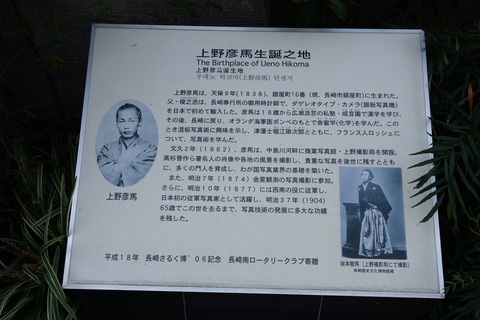 上野彦馬生誕之地
The Birthplace of Ueno Hikoma
上野彦马诞生地
우에노 히코마(上野彦馬) 탄생지
上野彦馬は、天保9年(1838)、銀屋町16番(現、長崎市銀屋町)に生まれた。
父・俊之丞は、長崎奉行所の御用時計師で、ダゲレオタイプ・カメラ(銀板写真機)
を日本で初めて輸入した。彦馬は16歳から広瀬淡窓の私塾・咸宜園で漢学を学び、
その後、長崎に戻り、オランダ海軍医ポンペのもとで舎蜜学(化学)を学んだ。この
とき湿板写真術に興味を示し、津藩士堀江鍬次郎とともに、フランス人ロッシェに
ついて、写真術を学んだ。
文久2年(1862)、彦馬は、中島川河畔に商業写真館・上野撮影局を開設。
高杉晋作ら著名人の肖像や各地の風景を撮影し、貴重な写真を後世に残すととも
に、多くの門人を育成し、わが国写真業界の基礎を築いた。
また、明治7年(1874)金星観測の写真撮影に参加。
さらに、明治10年(1877)には西南の役に従軍し、
日本初の従軍写真家として活躍し、明治37年(1904)
65歳でこの世を去るまで、写真技術の発展に多大な功績
を残した。
上野彦馬
坂本龍馬(上野撮影局にて撮影)
長崎歴史文化博物館蔵
平成18年 長崎さるく博'06記念 長崎南ロータリークラブ寄贈